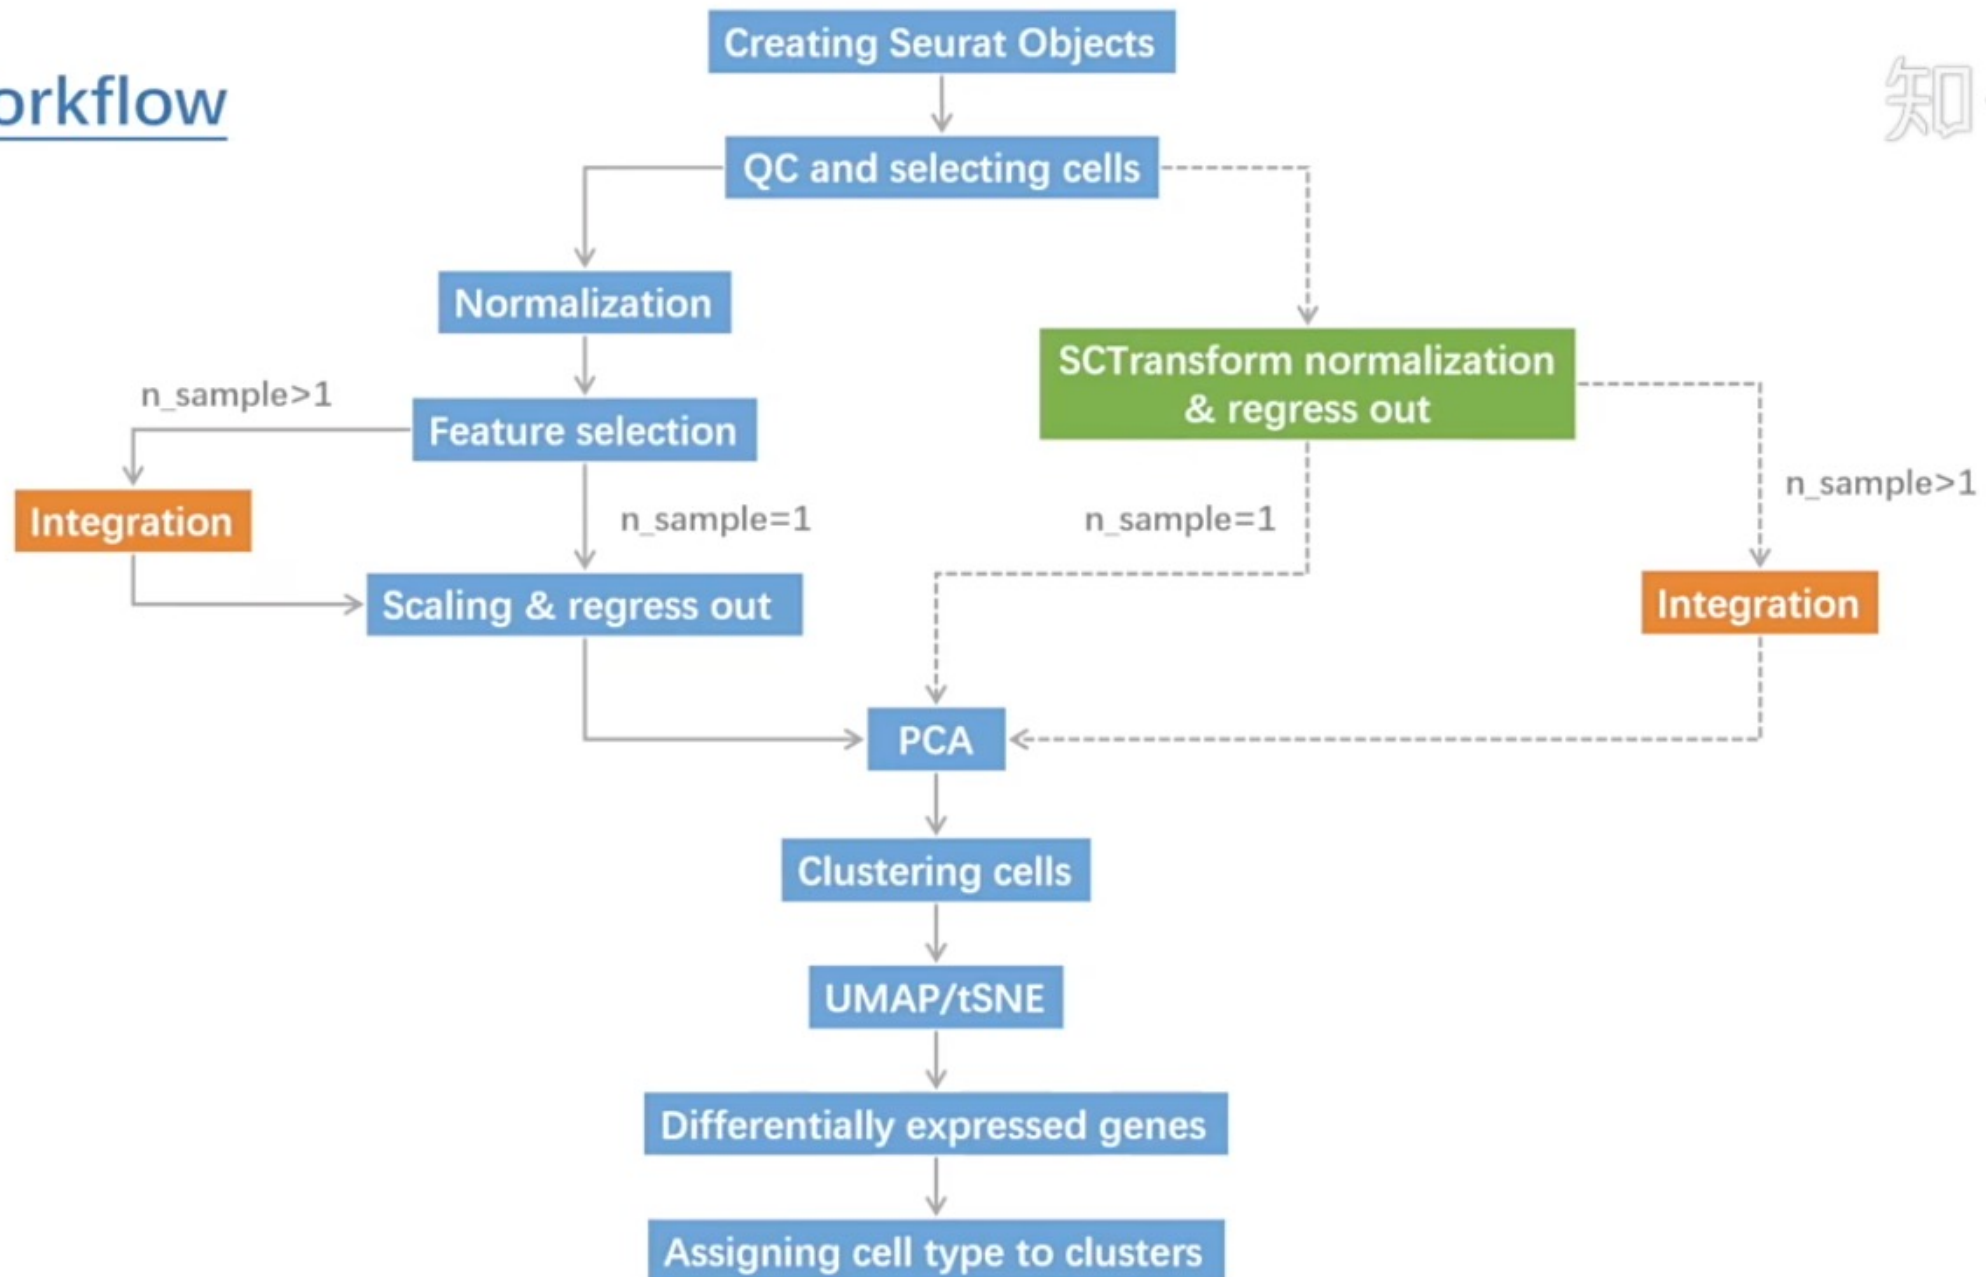 Creating Seurat Objects
orkflow
知
QC and selecting cells
Normalization
SCTransform normalization
& regress out
n_sample>1
Feature selection
n_sample>1
Integration
n_sample=1
n_sample=1
Scaling & regress out
Integration
PCA
Clustering cells
UMAP/tSNE
Differentially expressed genes
Assigning cell type to clusters